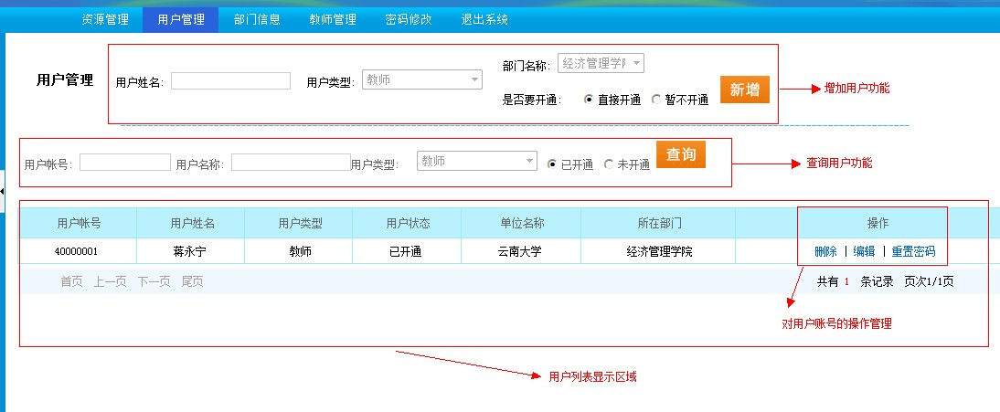 资源管理 用户管理 部门信息 教师管理 密码修改 退出系统
用户管理
用户姓名: 用户类型: 教师
部门名称: 经济管理学院
是否要开通: 直接开通 暂不开通
新增
增加用户功能
用户帐号: 用户名称: 用户类型: 教师 已开通 未开通 查询
查询用户功能
用户帐号 用户姓名 用户类型 用户状态 单位名称 所在部门 操作
40000001 蒋永宁 教师 已开通 云南大学 经济管理学院 删除 | 编辑 | 重置密码
首页 上一页 下一页 尾页 共有 1 条记录 页次1/1页
对用户账号的操作管理
用户列表显示区域